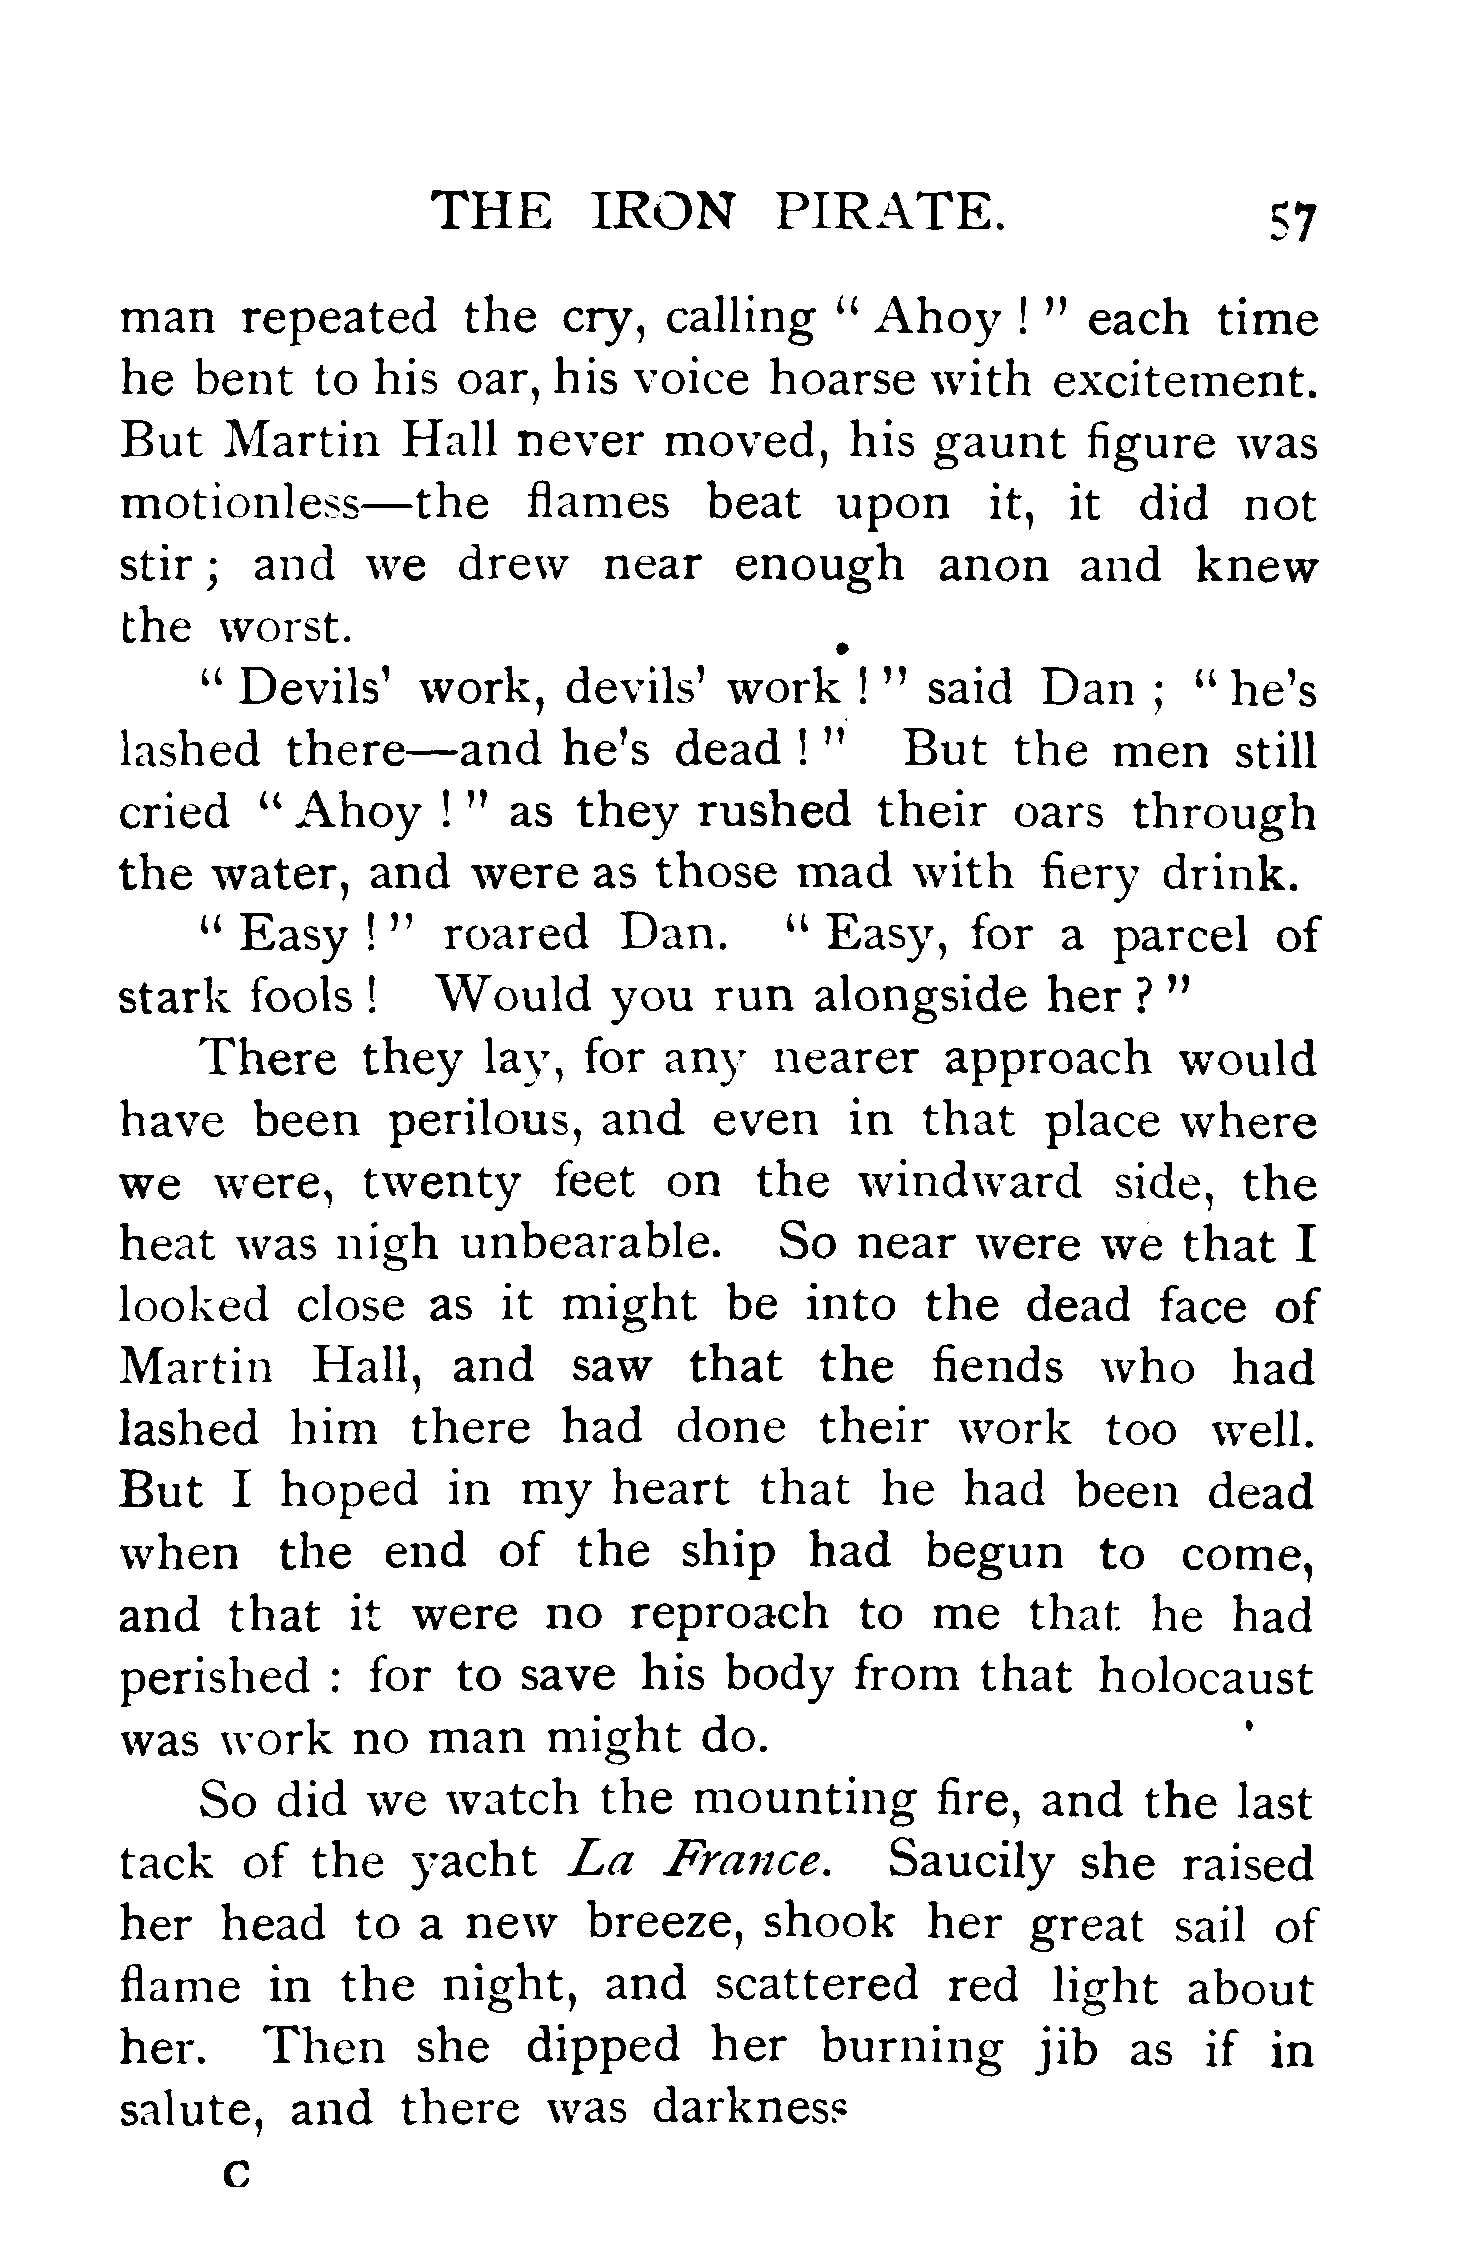 THE IRON PIRATE. 57
man repeated the cry, calling " Ahoy ! " each time
he bent to his oar, his voice hoarse with excitement.
But Martin Hall never moved, his gaunt figure was
motionless—the flames beat upon it, it did not
stir ; and we drew near enough anon and knew
the worst.
" Devils' work, devils' work ! " said Dan ; " he's
lashed there—and he's dead ! " But the men still
cried " Ahoy ! " as they rushed their oars through
the water, and were as those mad with fiery drink.
" Easy ! " roared Dan. " Easy, for a parcel of
stark fools ! Would you run alongside her ? "
There they lay, for any nearer approach would
have been perilous, and even in that place where
we were, twenty feet on the windward side, the
heat was nigh unbearable. So near were we that I
looked close as it might be into the dead face of
Martin Hall, and saw that the fiends who had
lashed him there had done their work too well.
But I hoped in my heart that he had been dead
when the end of the ship had begun to come,
and that it were no reproach to me that he had
perished : for to save his body from that holocaust
was work no man might do.
So did we watch the mounting fire, and the last
tack of the yacht La France. Saucily she raised
her head to a new breeze, shook her great sail of
flame in the night, and scattered red light about
her. Then she dipped her burning jib as if in
salute, and there was darkness
C